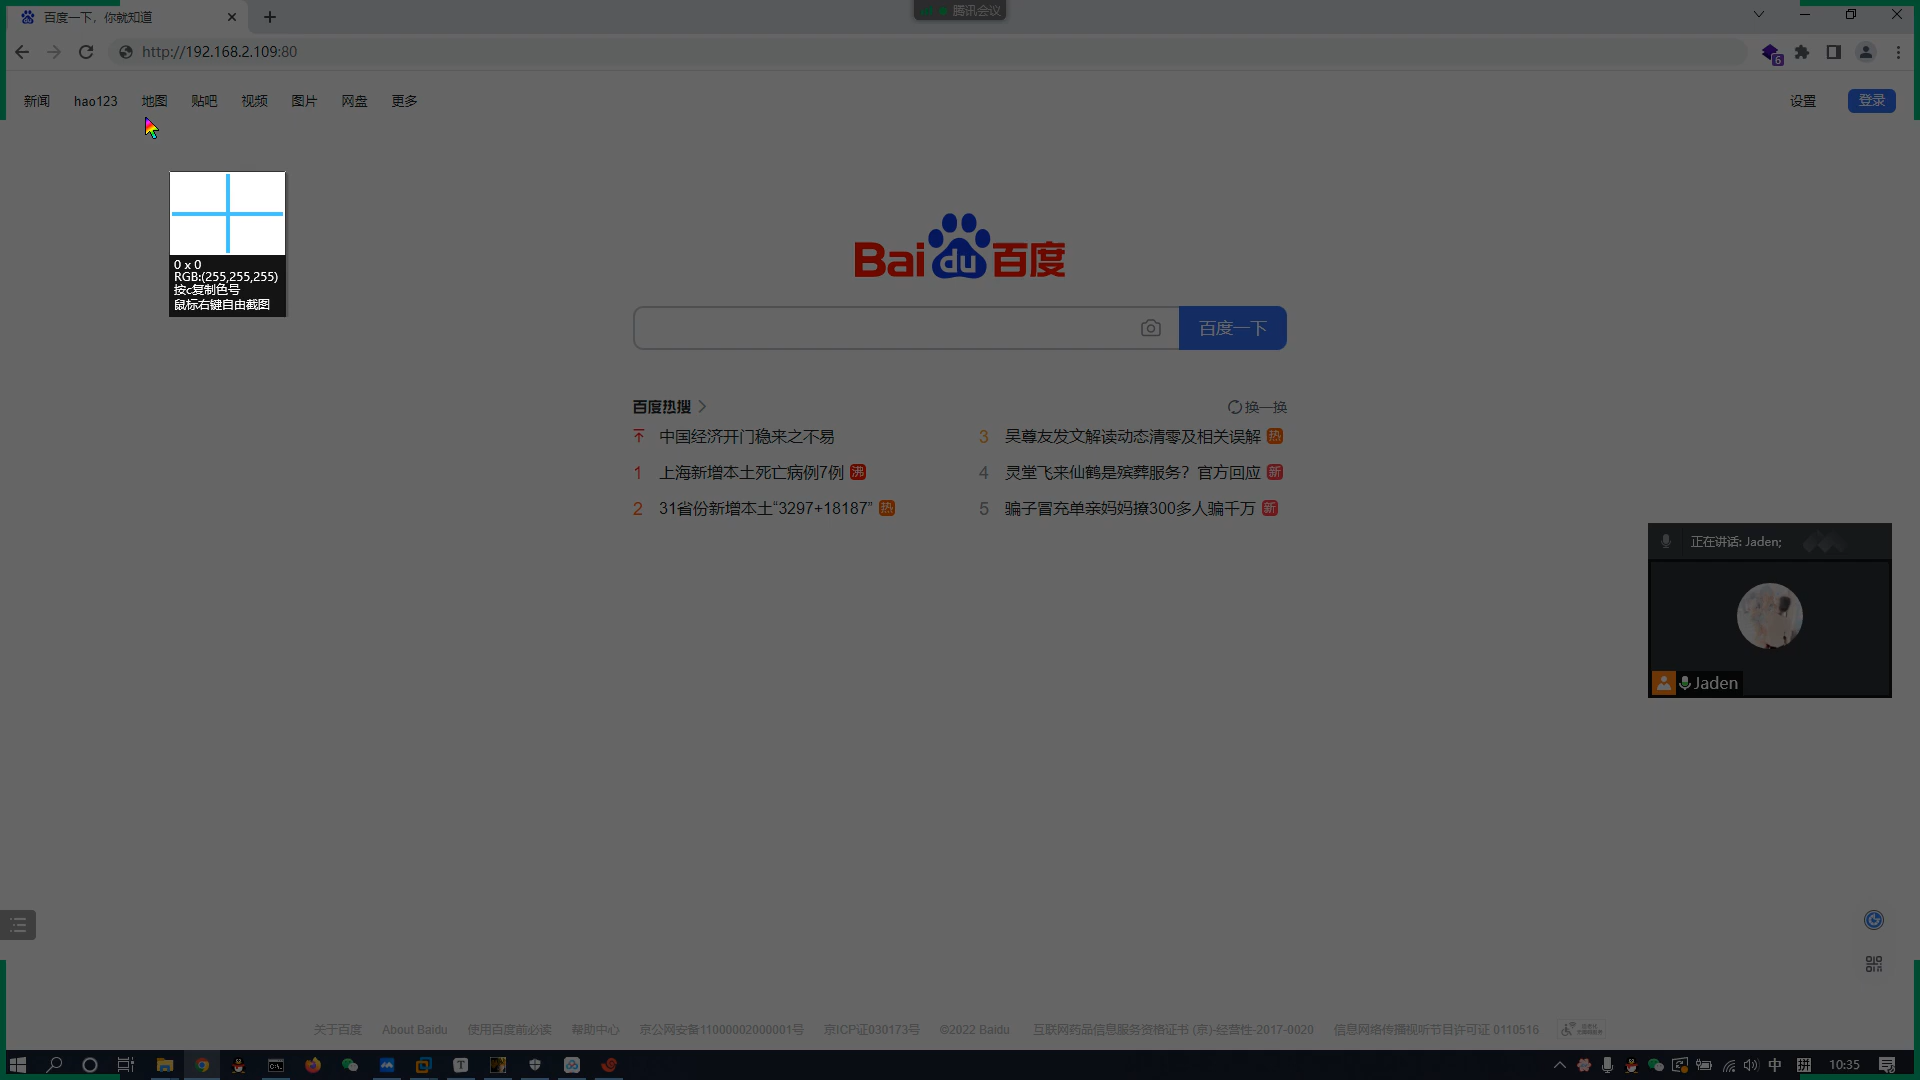 百度一下，你就知道
腾讯会议
http://192.168.2.109:80
6
新闻 hao123 地图 贴吧 视频 图片 网盘 更多
设置 登录
0 x 0
RGB:(255,255,255)
按c复制色号
鼠标右键自由截图
Bai du 百度
百度一下
百度热搜
换一换
中国经济开门稳来之不易
1 上海新增本土死亡病例7例 沸
2 31省份新增本土“3297+18187” 热
3 吴尊友发文解读动态清零及相关误解 热
4 灵堂飞来仙鹤是殡葬服务？官方回应 新
5 骗子冒充单亲妈妈撩300多人骗千万 新
正在讲话: Jaden;
Jaden
关于百度 About Baidu 使用百度前必读 帮助中心 京公网安备11000002000001号 京ICP证030173号 ©2022 Baidu 互联网药品信息服务资格证书 (京)-经营性-2017-0020 信息网络传播视听节目许可证 0110516
中 拼 10:35